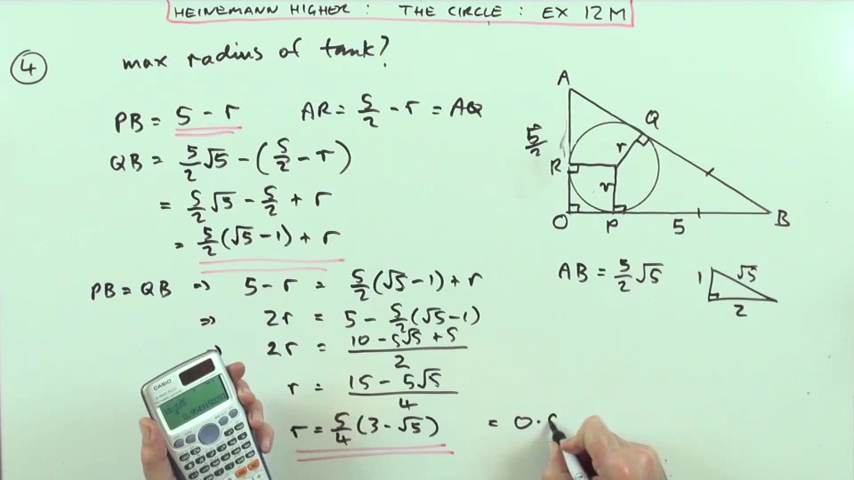 HEINEMANN HIGHER : THE CIRCLE : EX 12M
4
max radius of tank?
PB = 5 - r
AR = 5/2 - r = AQ
QB = 5/2 √5 - (5/2 - r)
= 5/2 √5 - 5/2 + r
= 5/2 (√5 - 1) + r
PB = QB ⇒ 5 - r = 5/2 (√5 - 1) + r
⇒ 2r = 5 - 5/2 (√5 - 1)
2r = (10 - 5√5 + 5)/2
r = (15 - 5√5)/4
r = 5/4 (3 - √5) = 0.
A
Q
5/2
r
R
r
O
P
5
B
AB = 5/2 √5
1
√5
2
CASIO